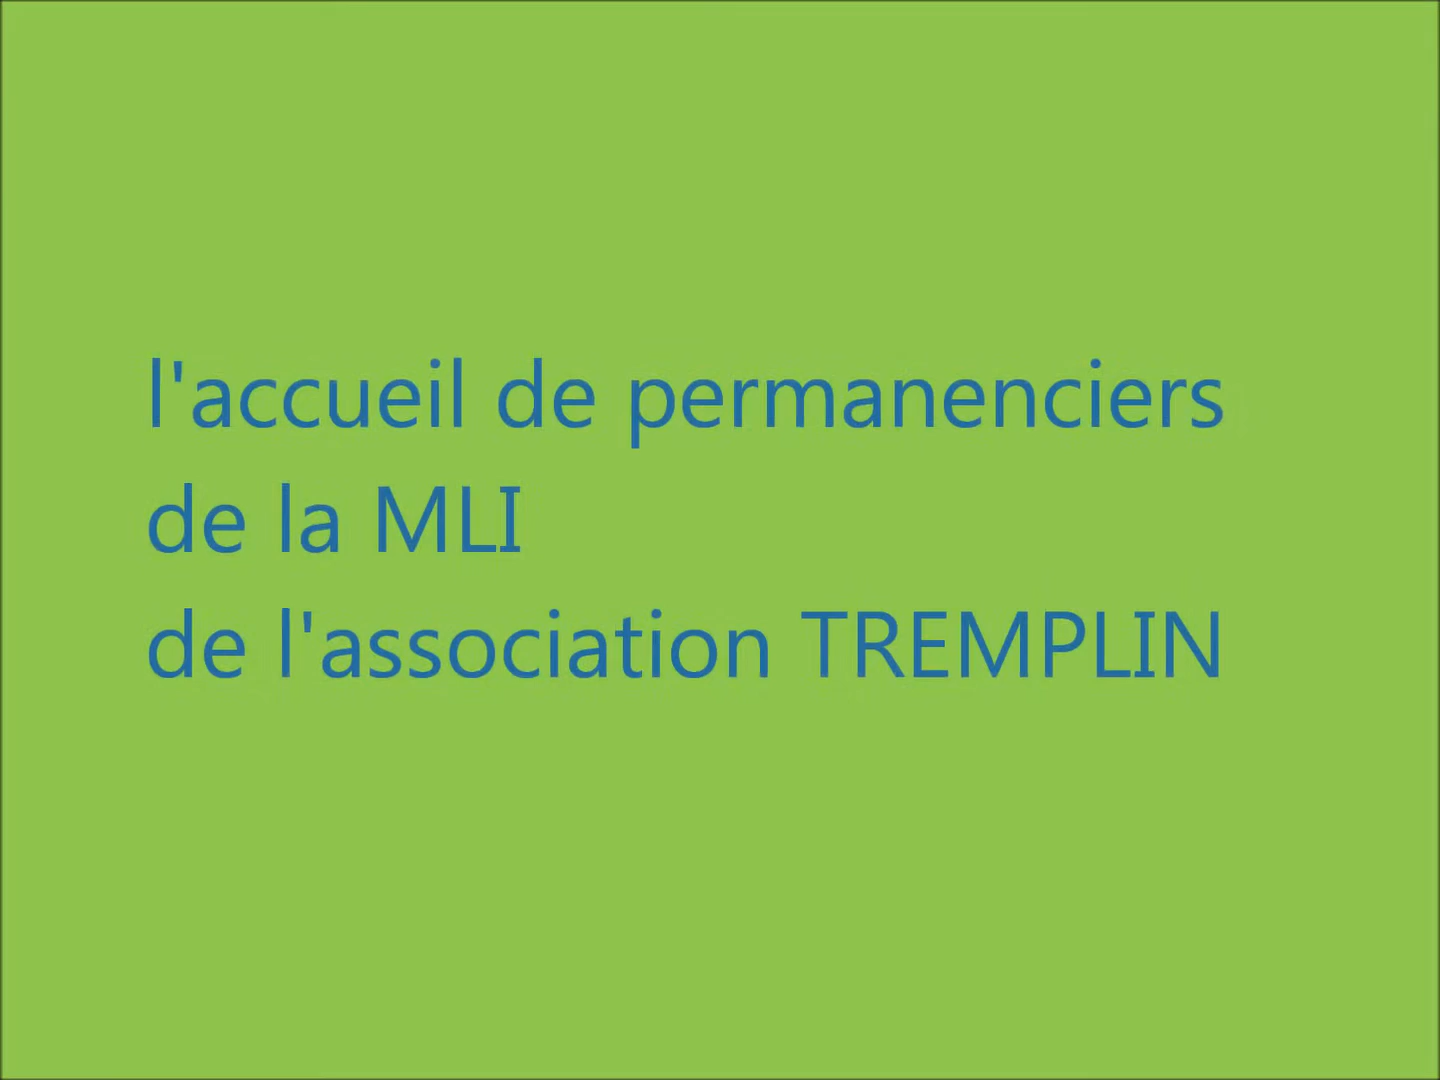 l'accueil de permanenciers
de la MLI
de l'association TREMPLIN